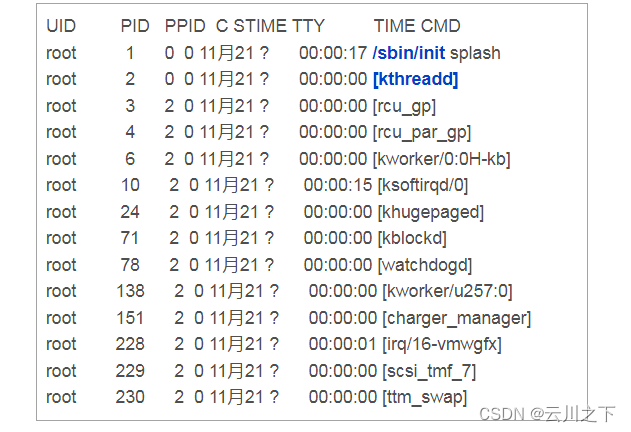 UID PID PPID C STIME TTY TIME CMD
root 1 0 0 11月21 ? 00:00:17 /sbin/init splash
root 2 0 0 11月21 ? 00:00:00 [kthreadd]
root 3 2 0 11月21 ? 00:00:00 [rcu_gp]
root 4 2 0 11月21 ? 00:00:00 [rcu_par_gp]
root 6 2 0 11月21 ? 00:00:00 [kworker/0:0H-kb]
root 10 2 0 11月21 ? 00:00:15 [ksoftirqd/0]
root 24 2 0 11月21 ? 00:00:00 [khugepaged]
root 71 2 0 11月21 ? 00:00:00 [kblockd]
root 78 2 0 11月21 ? 00:00:00 [watchdogd]
root 138 2 0 11月21 ? 00:00:00 [kworker/u257:0]
root 151 2 0 11月21 ? 00:00:00 [charger_manager]
root 228 2 0 11月21 ? 00:00:01 [irq/16-vmwgfx]
root 229 2 0 11月21 ? 00:00:00 [scsi_tmf_7]
root 230 2 0 11月21 ? 00:00:00 [ttm_swap]
CSDN @云川之下